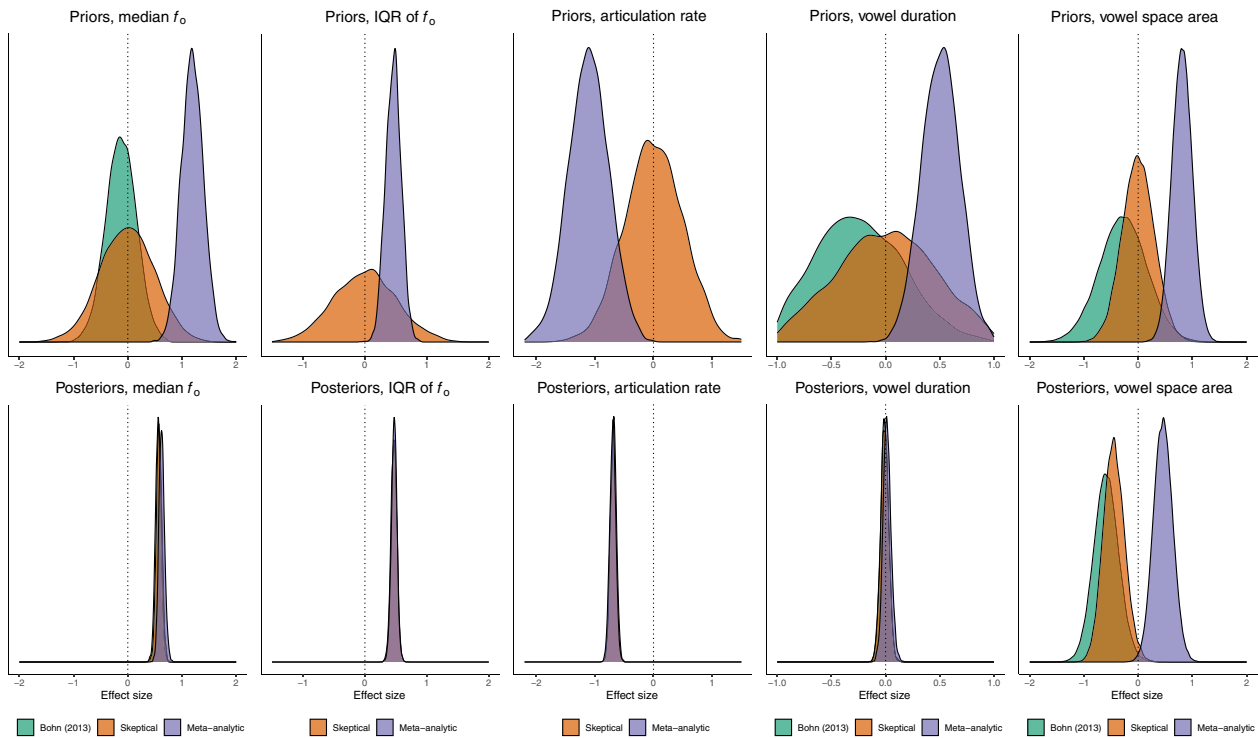 Priors, median fo
Priors, IQR of fo
Priors, articulation rate
Priors, vowel duration
Priors, vowel space area
−2 −1 0 1 2
−1 0 1 2
−2 −1 0 1
−1.0 −0.5 0.0 0.5 1.0
−2 −1 0 1 2
Posteriors, median fo
Posteriors, IQR of fo
Posteriors, articulation rate
Posteriors, vowel duration
Posteriors, vowel space area
−2 −1 0 1 2
−1 0 1 2
−2 −1 0 1
−1.0 −0.5 0.0 0.5 1.0
−2 −1 0 1 2
Effect size
Effect size
Effect size
Effect size
Effect size
Bohn (2013) Skeptical Meta−analytic
Skeptical Meta−analytic
Skeptical Meta−analytic
Bohn (2013) Skeptical Meta−analytic
Bohn (2013) Skeptical Meta−analytic